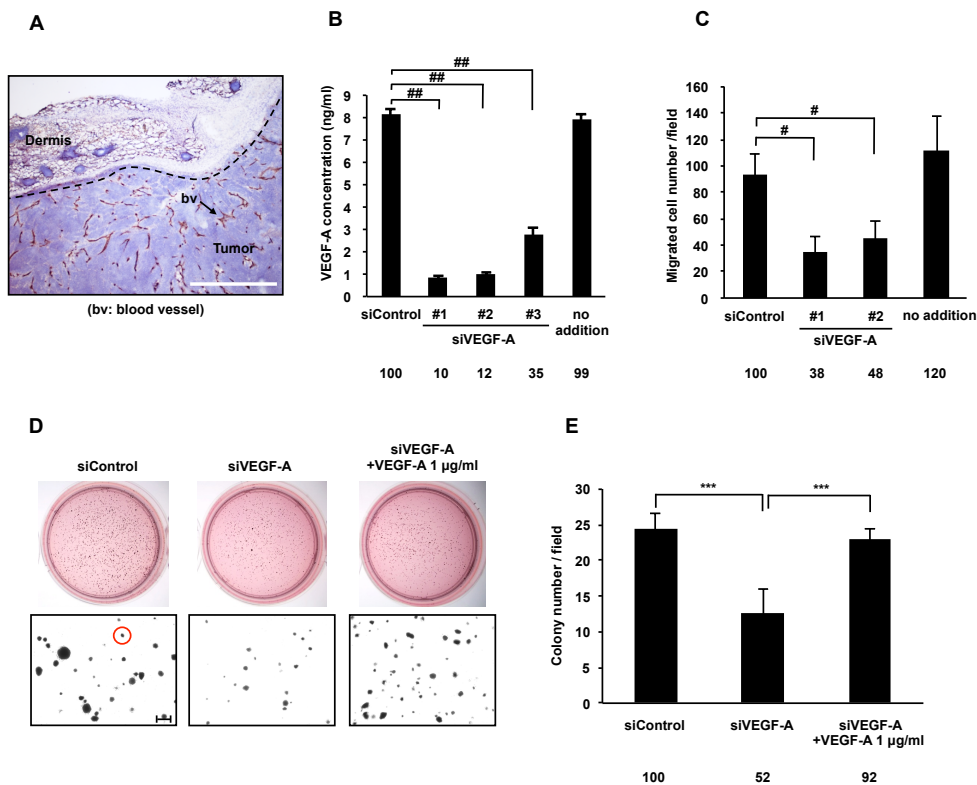 A
Dermis
bv
Tumor
(bv: blood vessel)
B
VEGF-A concentration (ng/ml)
9
8
7
6
5
4
3
2
1
0
##
##
##
siControl #1 #2 #3 no addition
siVEGF-A
100 10 12 35 99
C
Migrated cell number /field
160
140
120
100
80
60
40
20
0
#
#
siControl #1 #2 no addition
siVEGF-A
100 38 48 120
D
siControl siVEGF-A siVEGF-A
+VEGF-A 1 µg/ml
E
Colony number / field
30
25
20
15
10
5
0
*** ***
siControl siVEGF-A siVEGF-A
+VEGF-A 1 µg/ml
100 52 92